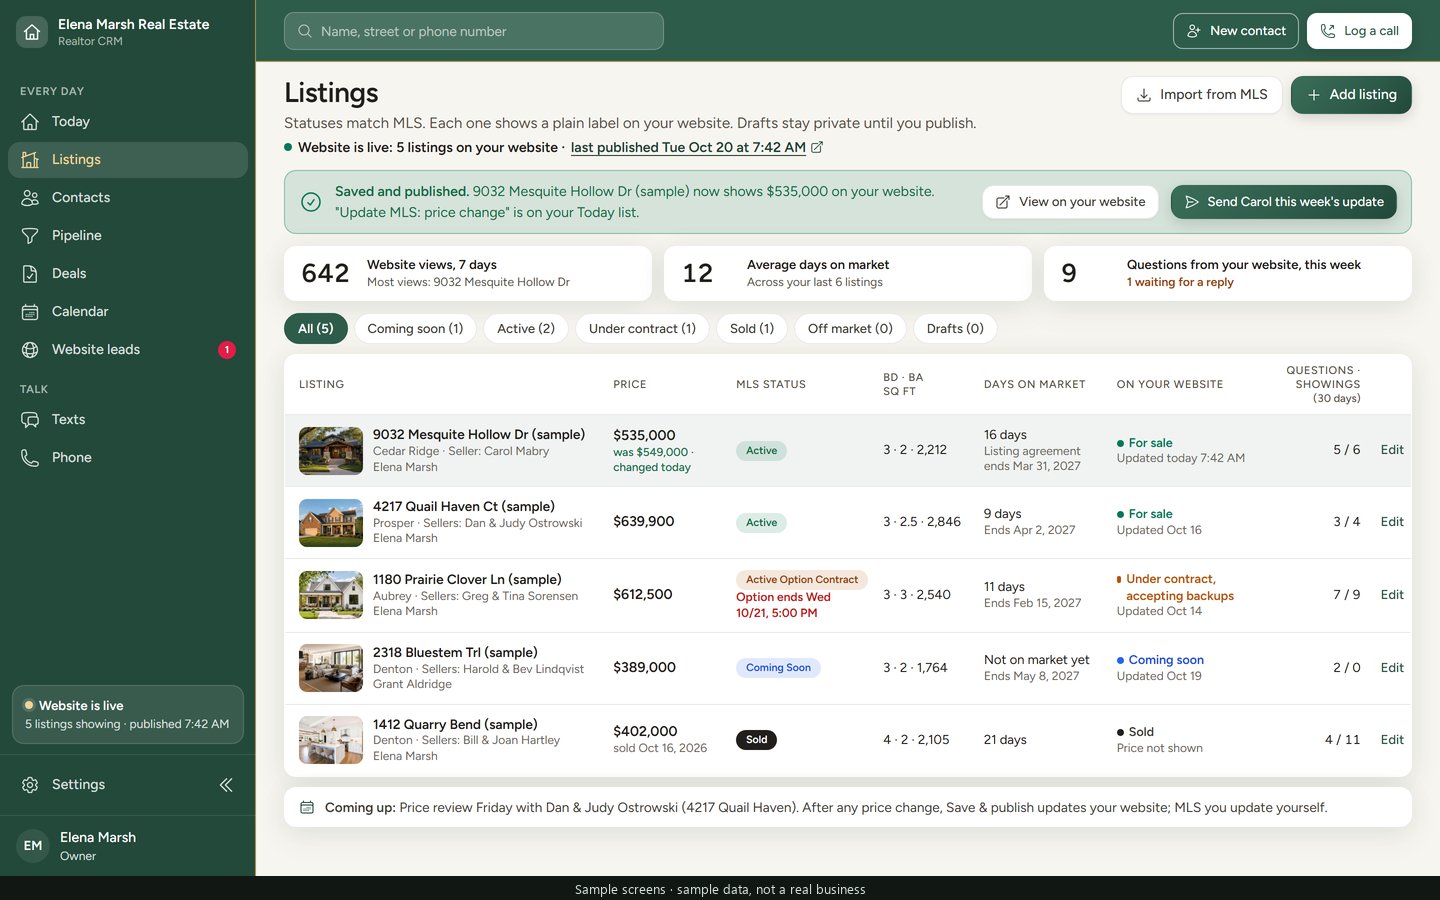 Elena Marsh Real Estate
Realtor CRM
EVERY DAY
Today
Listings
Contacts
Pipeline
Deals
Calendar
Website leads
1
TALK
Texts
Phone
Website is live
5 listings showing · published 7:42 AM
Settings
EM
Elena Marsh
Owner
Name, street or phone number
New contact
Log a call
Listings
Import from MLS
Add listing
Statuses match MLS. Each one shows a plain label on your website. Drafts stay private until you publish.
Website is live: 5 listings on your website · last published Tue Oct 20 at 7:42 AM
Saved and published. 9032 Mesquite Hollow Dr (sample) now shows $535,000 on your website.
"Update MLS: price change" is on your Today list.
View on your website
Send Carol this week's update
642
Website views, 7 days
Most views: 9032 Mesquite Hollow Dr
12
Average days on market
Across your last 6 listings
9
Questions from your website, this week
1 waiting for a reply
All (5)
Coming soon (1)
Active (2)
Under contract (1)
Sold (1)
Off market (0)
Drafts (0)
LISTING
PRICE
MLS STATUS
BD · BA
SQ FT
DAYS ON MARKET
ON YOUR WEBSITE
QUESTIONS ·
SHOWINGS
(30 days)
9032 Mesquite Hollow Dr (sample)
Cedar Ridge · Seller: Carol Mabry
Elena Marsh
$535,000
was $549,000 ·
changed today
Active
3 · 2 · 2,212
16 days
Listing agreement
ends Mar 31, 2027
For sale
Updated today 7:42 AM
5 / 6
Edit
4217 Quail Haven Ct (sample)
Prosper · Sellers: Dan & Judy Ostrowski
Elena Marsh
$639,900
Active
3 · 2.5 · 2,846
9 days
Ends Apr 2, 2027
For sale
Updated Oct 16
3 / 4
Edit
1180 Prairie Clover Ln (sample)
Aubrey · Sellers: Greg & Tina Sorensen
Elena Marsh
$612,500
Active Option Contract
Option ends Wed
10/21, 5:00 PM
3 · 3 · 2,540
11 days
Ends Feb 15, 2027
Under contract,
accepting backups
Updated Oct 14
7 / 9
Edit
2318 Bluestem Trl (sample)
Denton · Sellers: Harold & Bev Lindqvist
Grant Aldridge
$389,000
Coming Soon
3 · 2 · 1,764
Not on market yet
Ends May 8, 2027
Coming soon
Updated Oct 19
2 / 0
Edit
1412 Quarry Bend (sample)
Denton · Sellers: Bill & Joan Hartley
Elena Marsh
$402,000
sold Oct 16, 2026
Sold
4 · 2 · 2,105
21 days
Sold
Price not shown
4 / 11
Edit
Coming up: Price review Friday with Dan & Judy Ostrowski (4217 Quail Haven). After any price change, Save & publish updates your website; MLS you update yourself.
Sample screens · sample data, not a real business